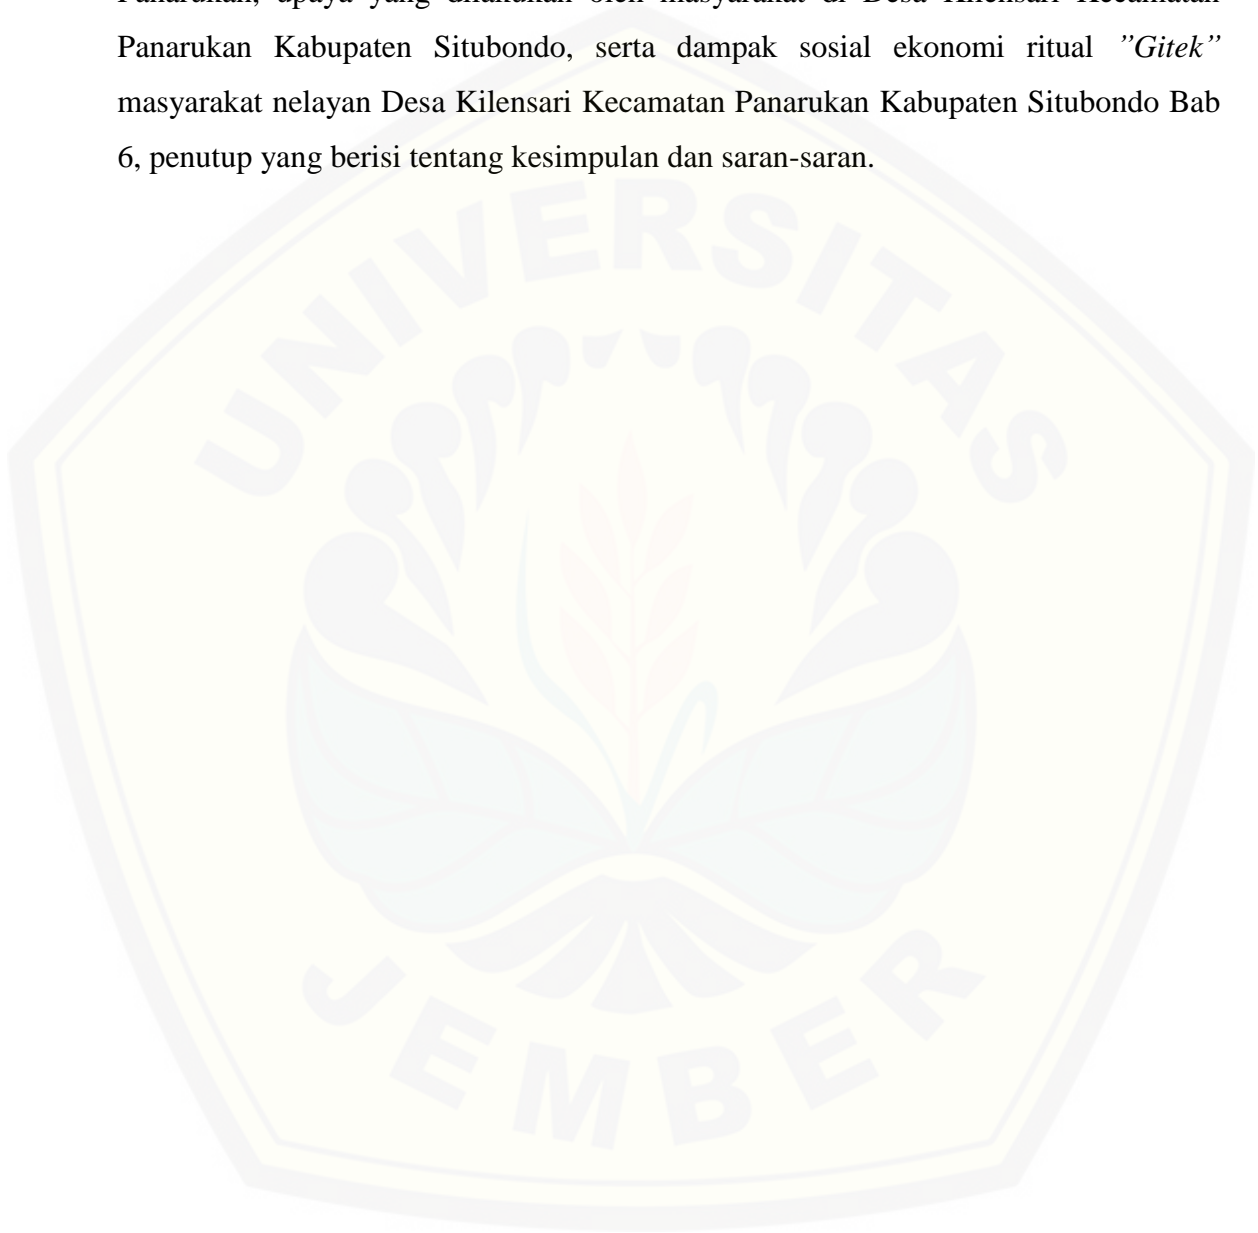 Panarukan, upaya yang dilakukan oleh masyarakat di Desa Kilensari Kecamatan
Panarukan Kabupaten Situbondo, serta dampak sosial ekonomi ritual ”Gitek”
masyarakat nelayan Desa Kilensari Kecamatan Panarukan Kabupaten Situbondo Bab
6, penutup yang berisi tentang kesimpulan dan saran-saran.
UNIVERSITAS
JEMBER